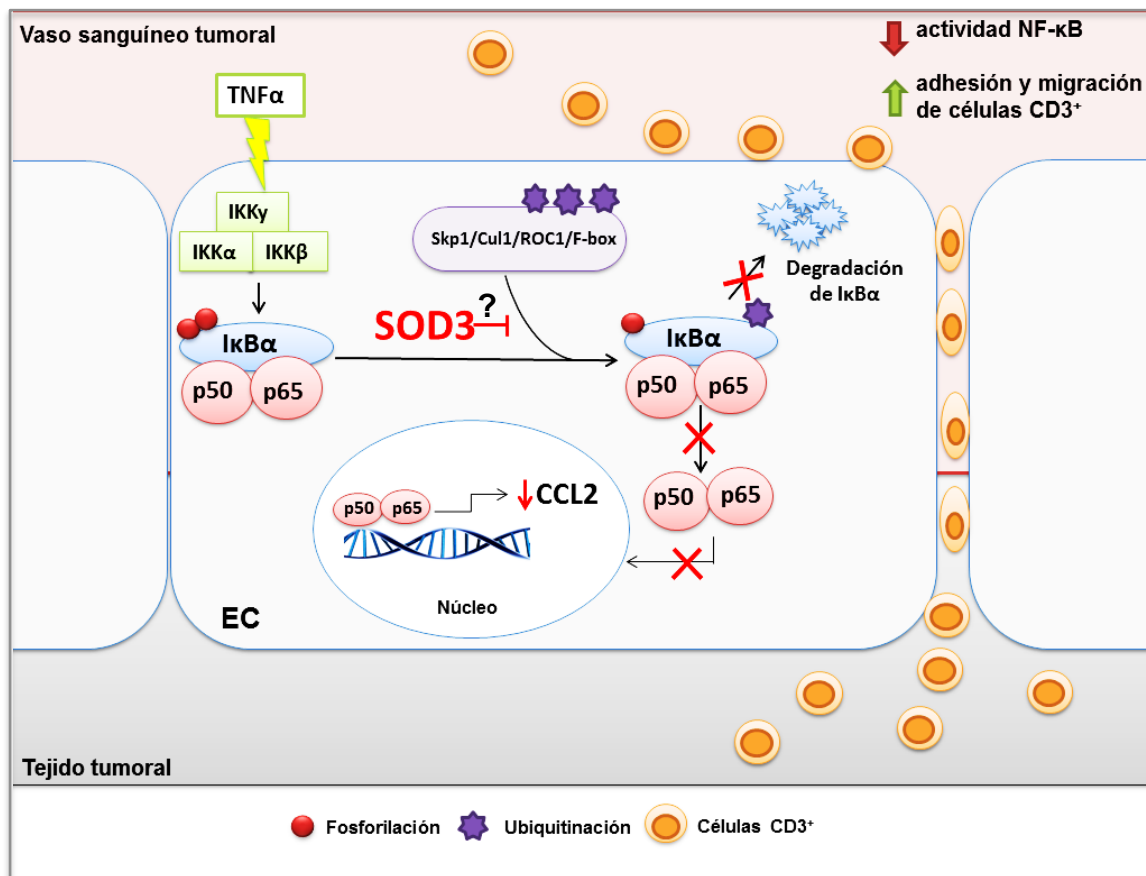 Vaso sanguíneo tumoral
actividad NF-κB
adhesión y migración
de células CD3⁺
TNFα
IKKγ
IKKα
IKKβ
Skp1/Cul1/ROC1/F-box
Degradación
de IκBα
?
SOD3
IκBα
p50
p65
IκBα
p50
p65
p50
p65
p50
p65
CCL2
Núcleo
EC
Tejido tumoral
Fosforilación
Ubiquitinación
Células CD3⁺